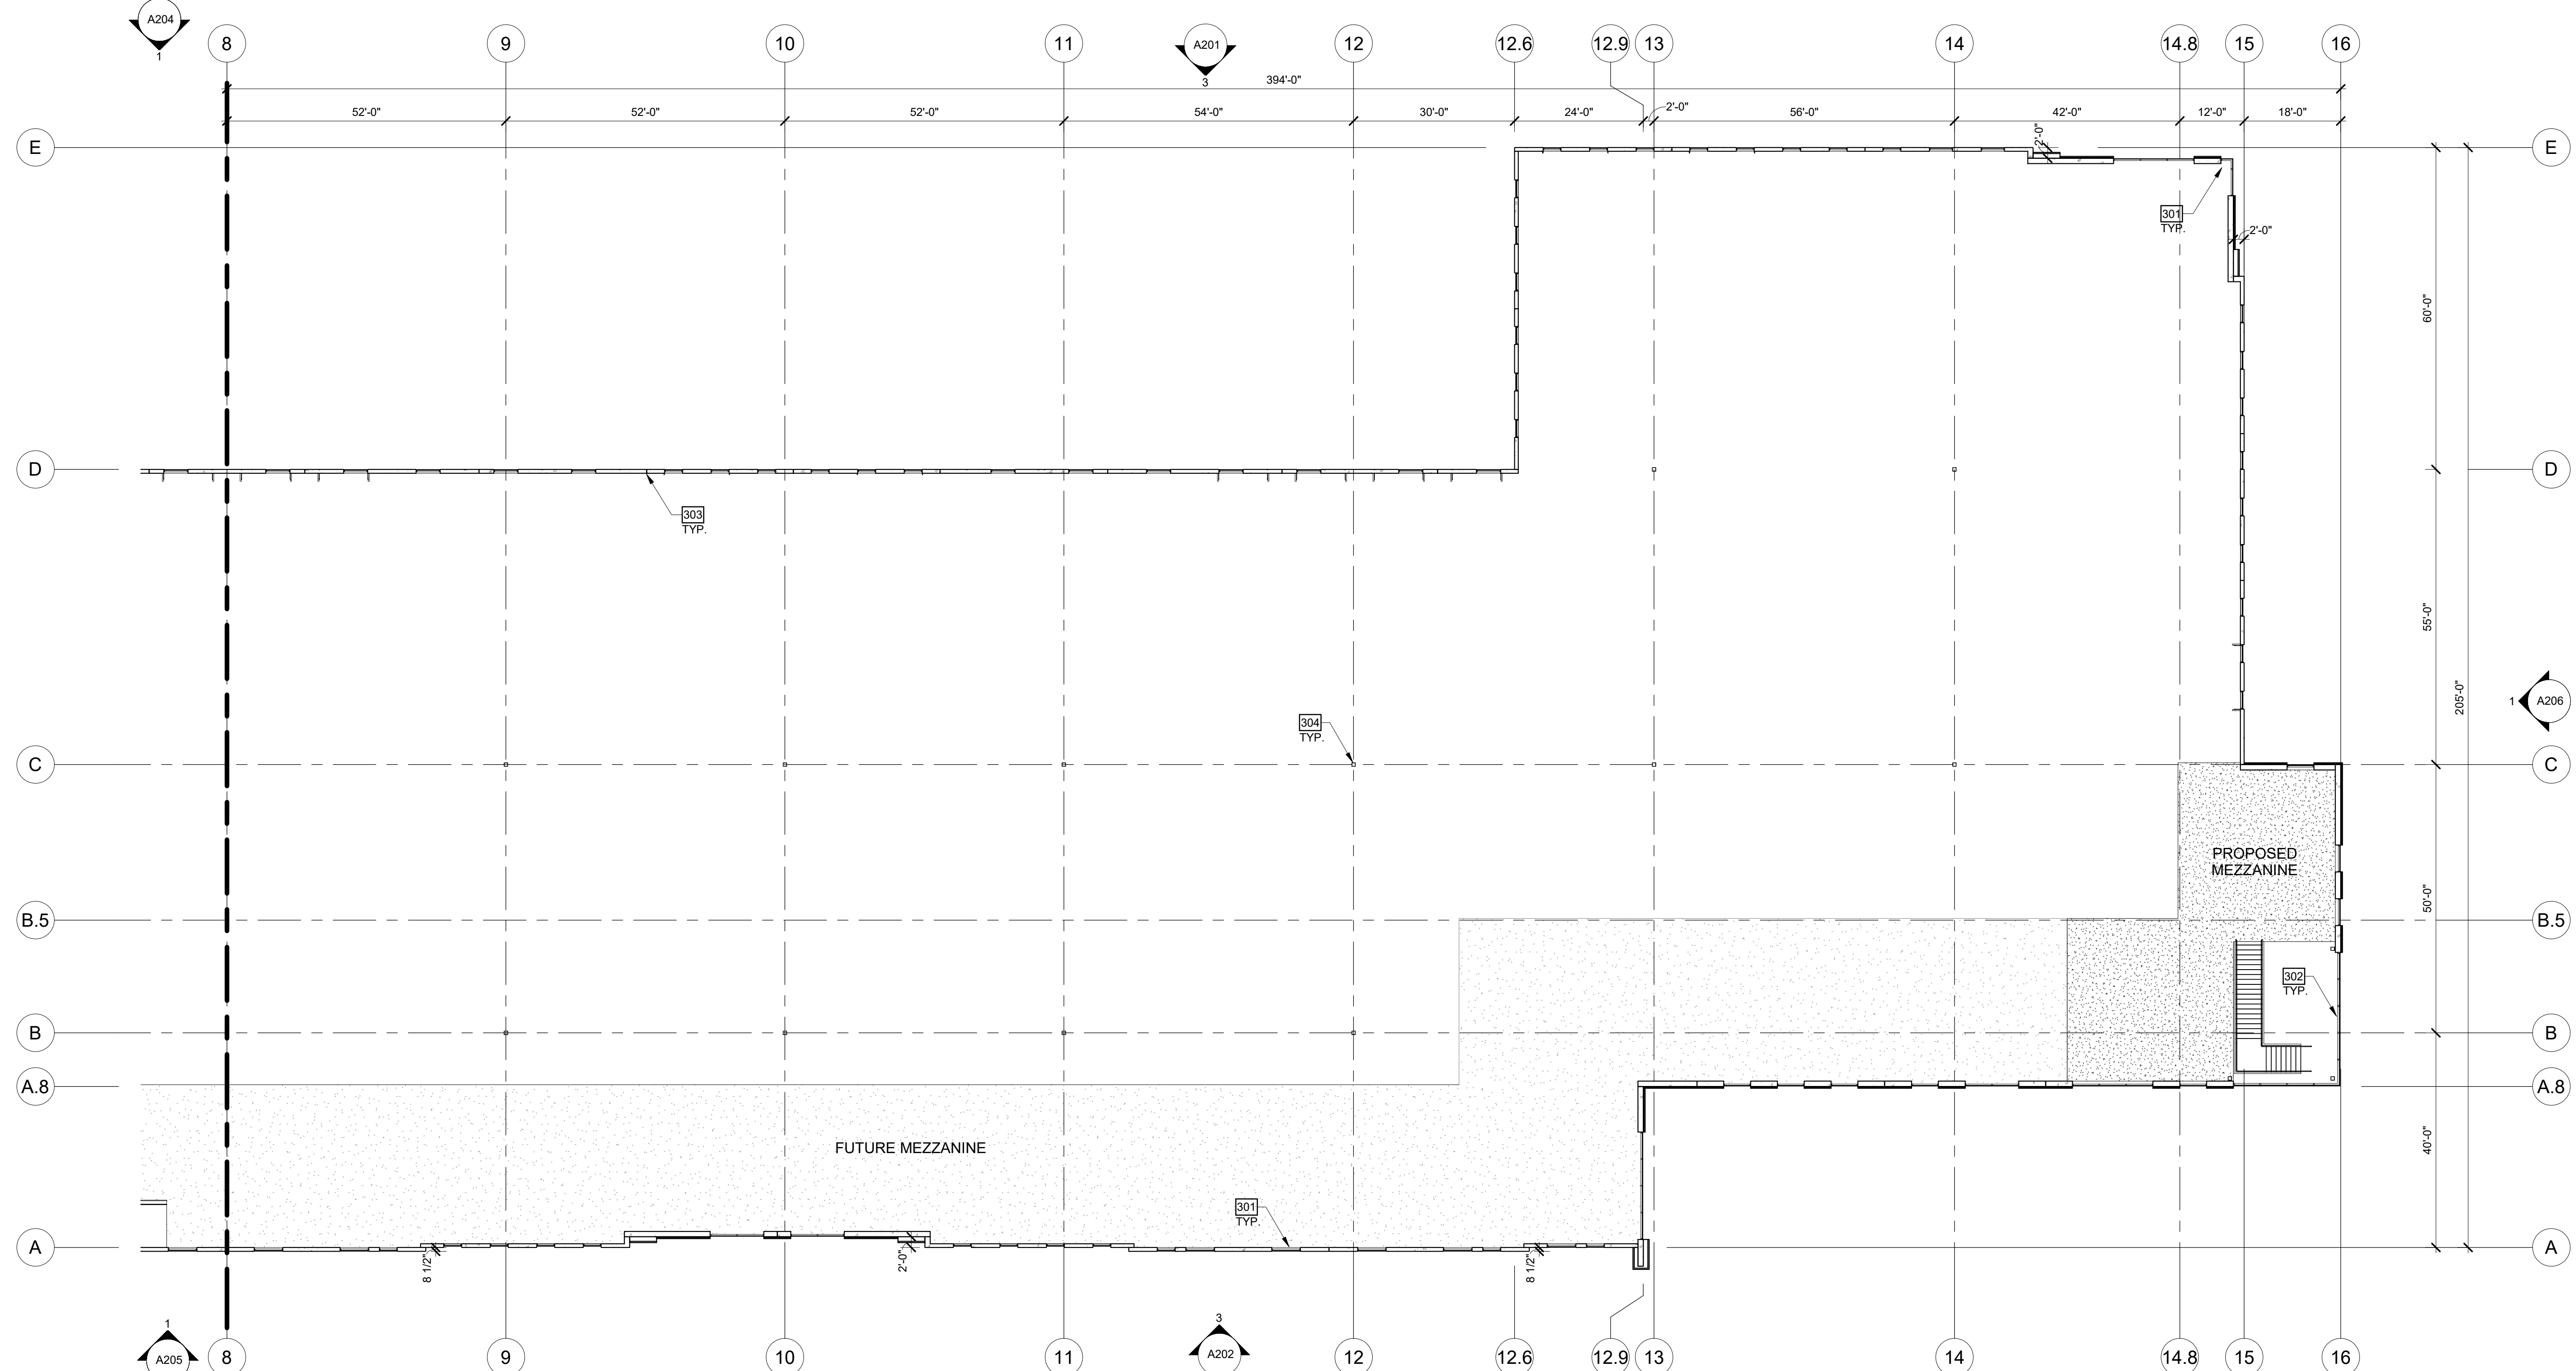 A204
1
8
9
10
11
A201
3
12
12.6
12.9
13
14
14.8
15
16
394'-0"
52'-0"
52'-0"
52'-0"
54'-0"
30'-0"
24'-0"
2'-0"
56'-0"
42'-0"
12'-0"
18'-0"
E
2'-0"
E
301
TYP.
2'-0"
60'-0"
D
D
303
TYP.
55'-0"
205'-0"
1
A206
304
TYP.
C
C
PROPOSED
MEZZANINE
50'-0"
B.5
B.5
302
TYP.
B
B
A.8
A.8
FUTURE MEZZANINE
40'-0"
301
TYP.
A
A
8 1/2"
2'-0"
8 1/2"
1
A205
8
9
10
11
3
A202
12
12.6
12.9
13
14
14.8
15
16